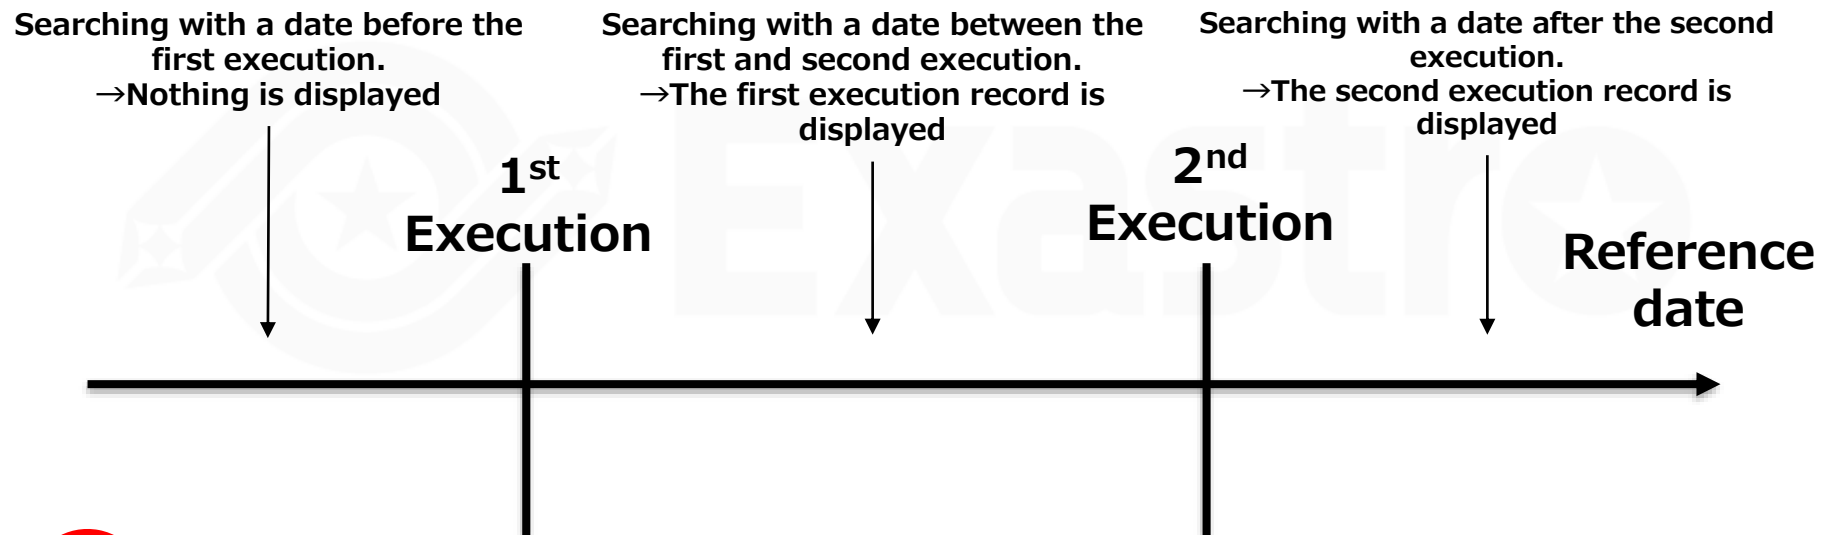 Searching with a date before the
first execution.
→Nothing is displayed
Searching with a date between the
first and second execution.
→The first execution record is
displayed
Searching with a date after the second
execution.
→The second execution record is
displayed
1st
Execution
2nd
Execution
Reference
date
Exastro